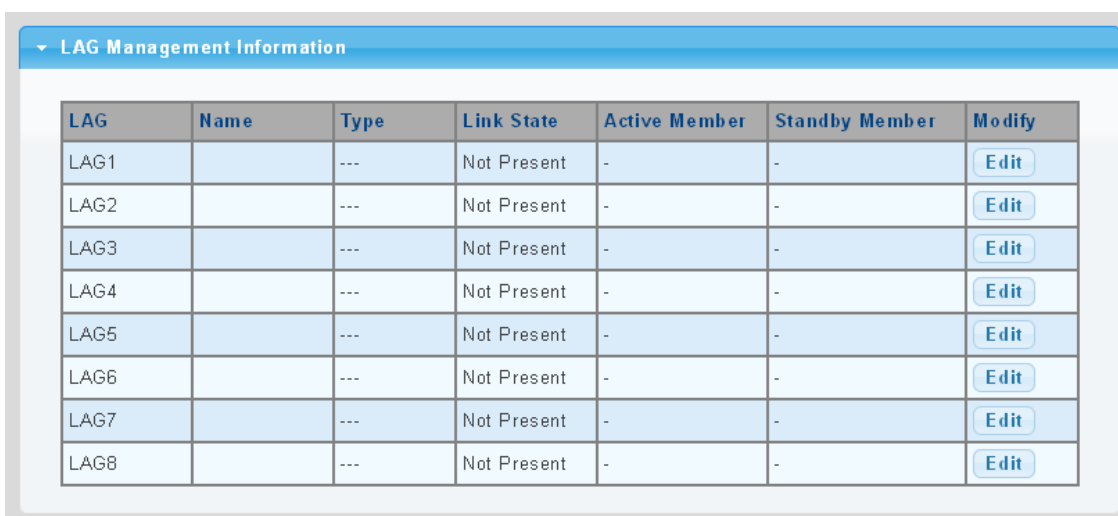 LAG Management Information
LAG Name Type Link State Active Member Standby Member Modify
LAG1 --- Not Present - - Edit
LAG2 --- Not Present - - Edit
LAG3 --- Not Present - - Edit
LAG4 --- Not Present - - Edit
LAG5 --- Not Present - - Edit
LAG6 --- Not Present - - Edit
LAG7 --- Not Present - - Edit
LAG8 --- Not Present - - Edit